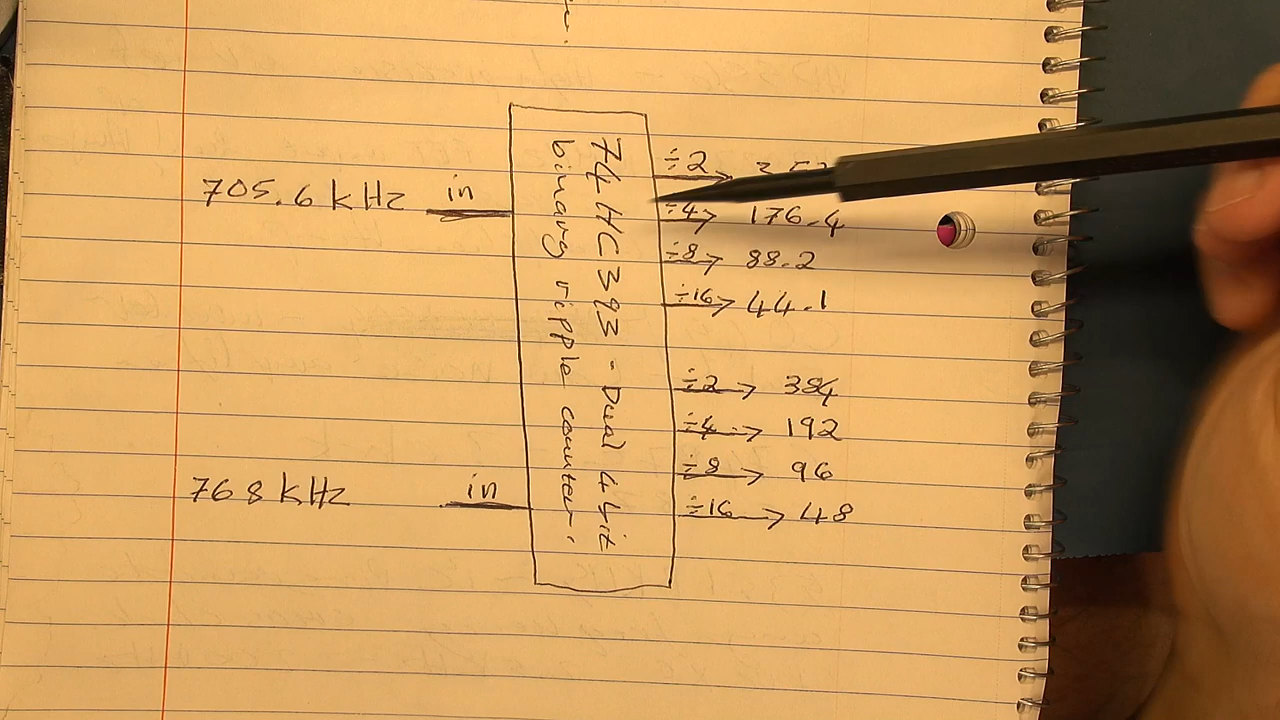 705.6 kHz in
74HC393 - Dual 4 bit
binary ripple counter.
÷2
÷4 176.4
÷8 88.2
÷16 44.1
÷2 384
÷4 192
÷8 96
768 kHz in
÷16 48